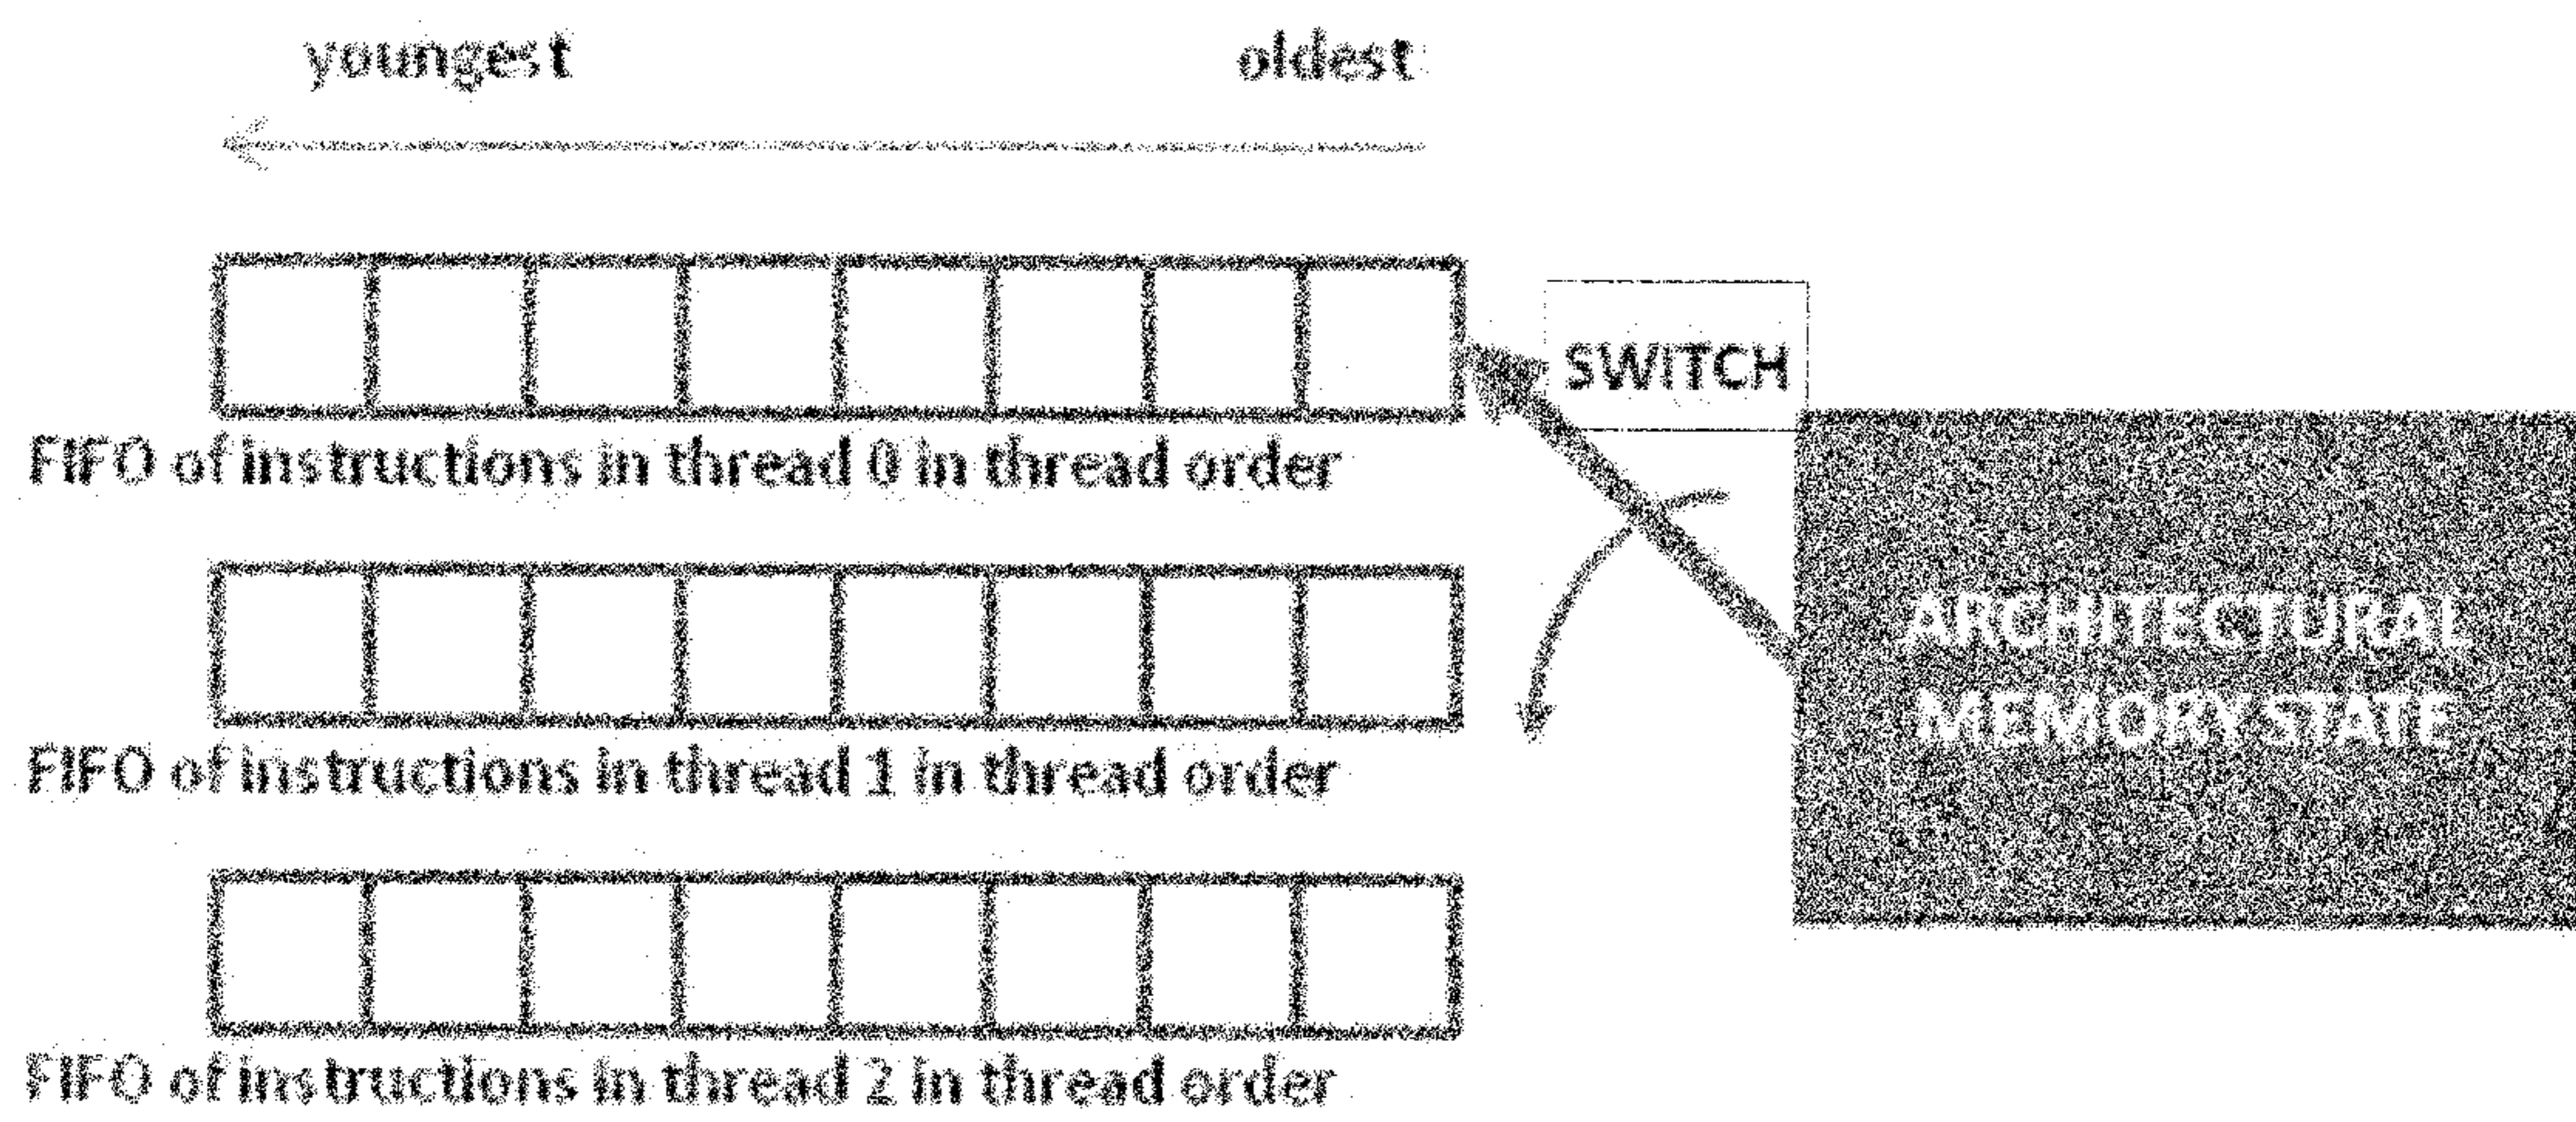 youngest oldest
SWITCH
FIFO of instructions in thread 0 in thread order
ARCHITECTURAL
MEMORY STATE
FIFO of instructions in thread 1 in thread order
FIFO of instructions in thread 2 in thread order